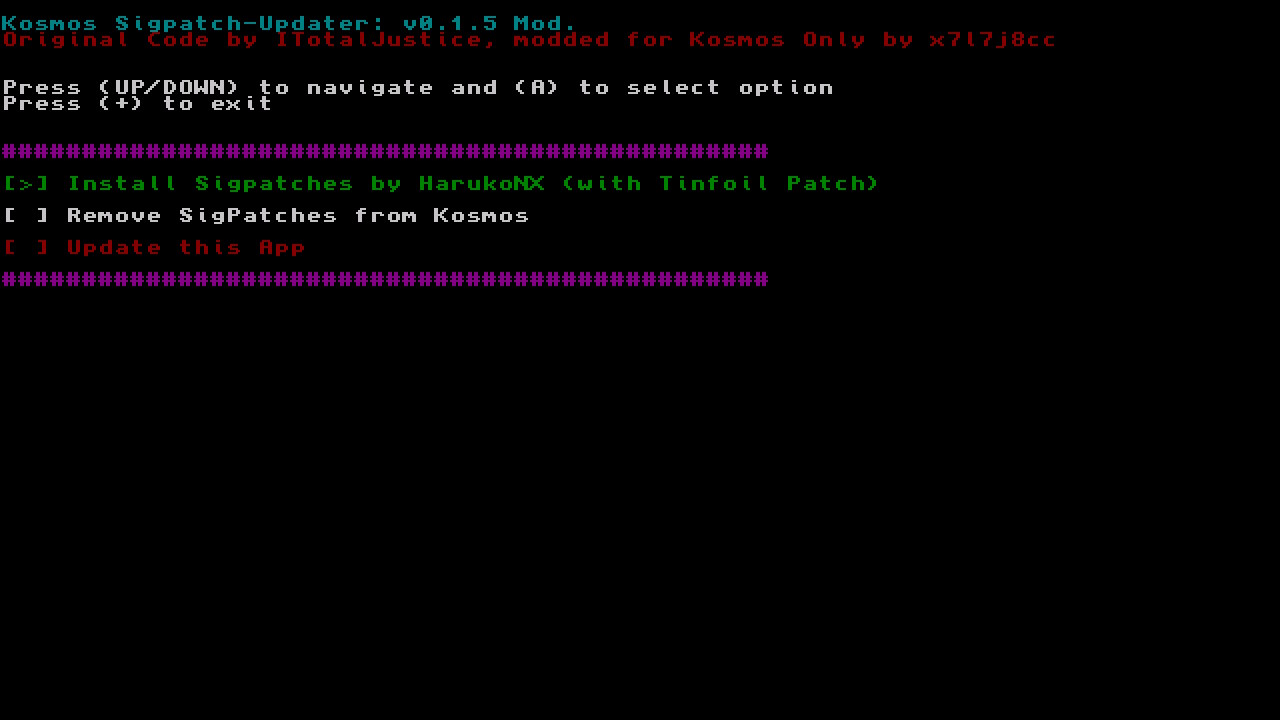 Kosmos Sigpatch-Updater: v0.1.5 Mod.
Original Code by ITotalJustice, modded for Kosmos Only by x7l7j8cc
Press (UP/DOWN) to navigate and (A) to select option
Press (+) to exit
################################################
[>] Install Sigpatches by HarukoNX (with Tinfoil Patch)
[ ] Remove SigPatches from Kosmos
[ ] Update this App
################################################